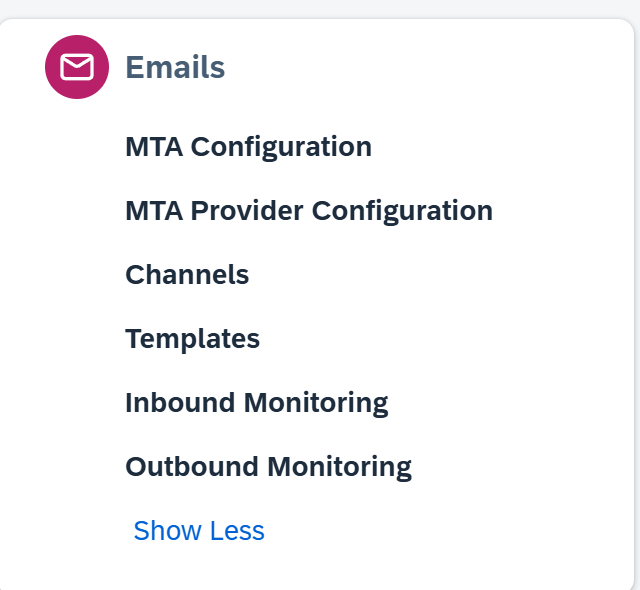 Emails
MTA Configuration
MTA Provider Configuration
Channels
Templates
Inbound Monitoring
Outbound Monitoring
Show Less